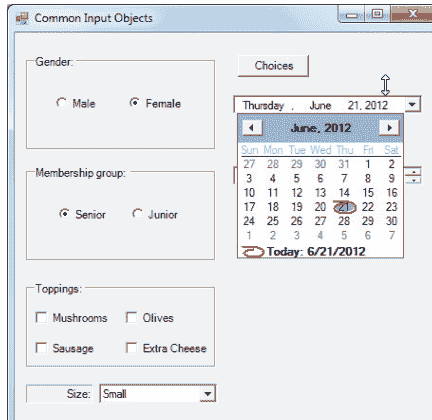 Common Input Objects
Gender:
Male Female
Choices
Thursday , June 21, 2012
June, 2012
Sun Mon Tue Wed Thu Fri Sat
27 28 29 30 31 1 2
3 4 5 6 7 8 9
10 11 12 13 14 15 16
17 18 19 20 21 22 23
24 25 26 27 28 29 30
1 2 3 4 5 6 7
Today: 6/21/2012
Membership group:
Senior Junior
Toppings:
Mushrooms Olives
Sausage Extra Cheese
Size: Small